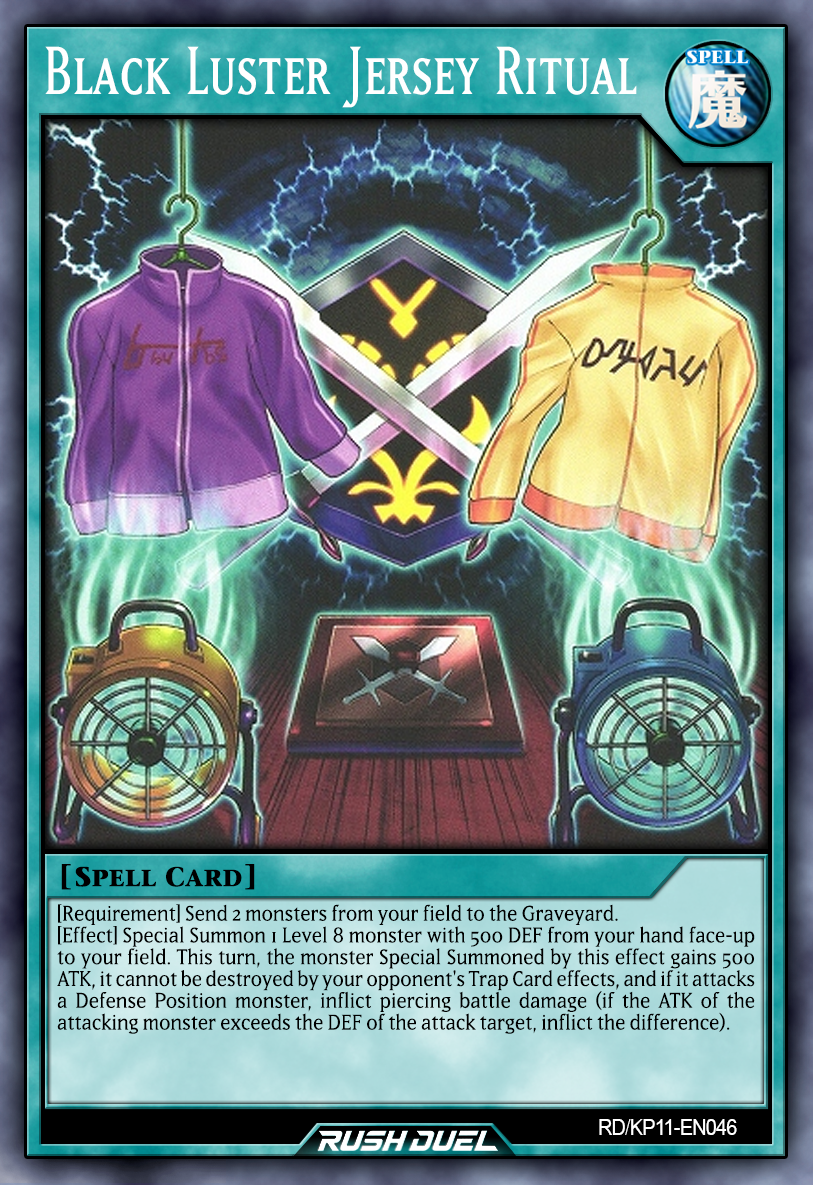 Black Luster Jersey Ritual
SPELL
魔
[Spell Card]
[Requirement] Send 2 monsters from your field to the Graveyard.
[Effect] Special Summon 1 Level 8 monster with 500 DEF from your hand face-up
to your field. This turn, the monster Special Summoned by this effect gains 500
ATK, it cannot be destroyed by your opponent's Trap Card effects, and if it attacks
a Defense Position monster, inflict piercing battle damage (if the ATK of the
attacking monster exceeds the DEF of the attack target, inflict the difference).
RD/KP11-EN046
RUSH DUEL